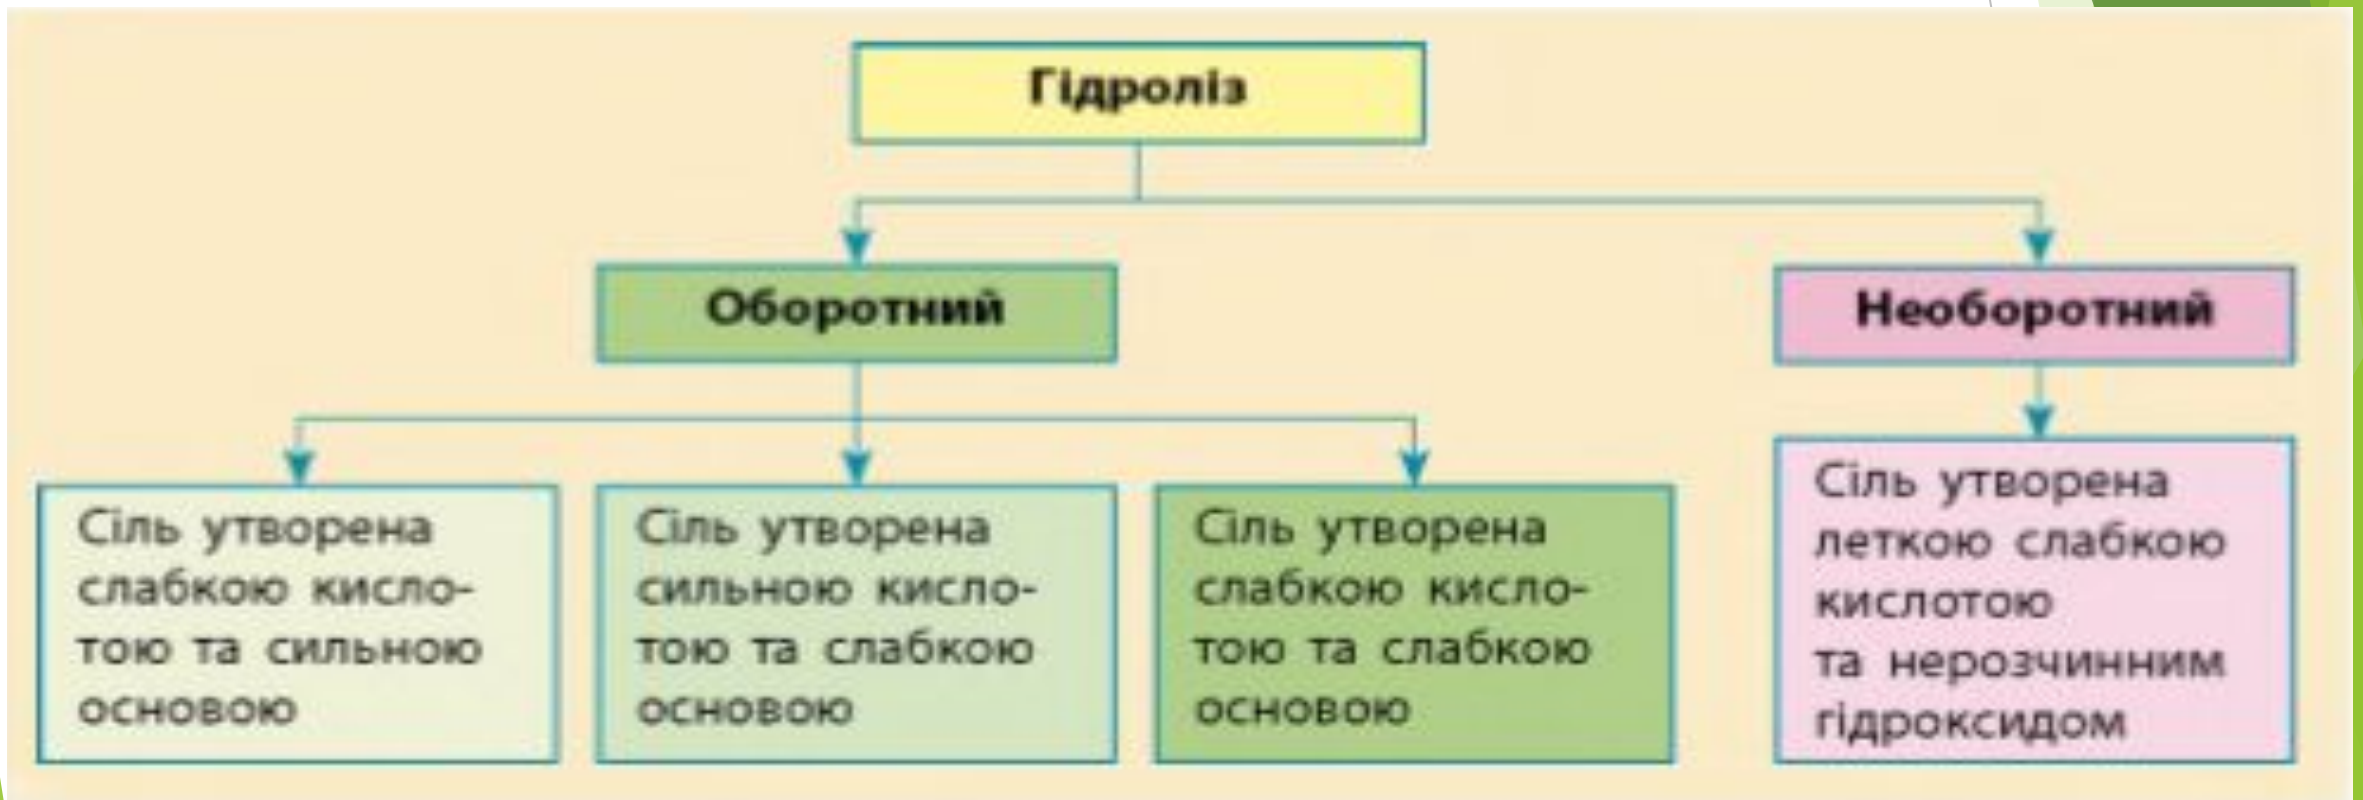 Гідроліз
Оборотний
Необоротний
Сіль утворена
слабкою кисло-
тою та сильною
основою
Сіль утворена
сильною кисло-
тою та слабкою
основою
Сіль утворена
слабкою кисло-
тою та слабкою
основою
Сіль утворена
леткою слабкою
кислотою
та нерозчинним
гідроксидом